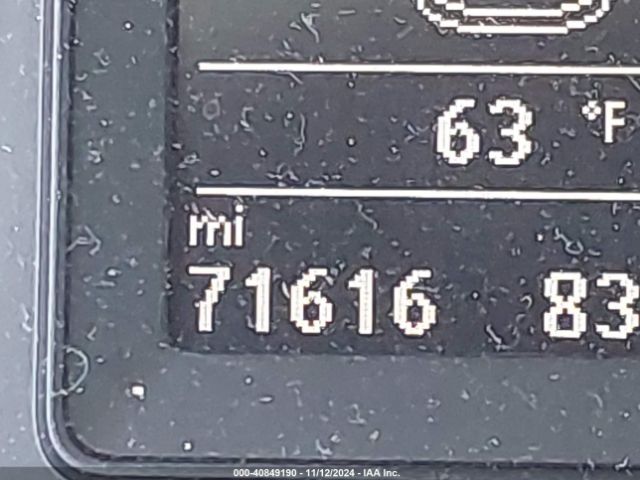 63 °F
mi
71616 83
000-40849190 - 11/12/2024 - IAA Inc.